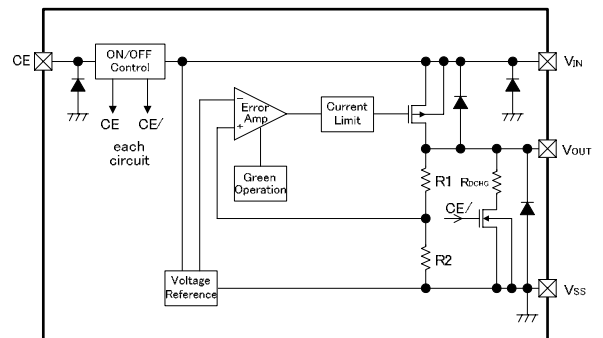 ON/OFF
Control
CE
VIN
CE
CE/
each
circuit
−
+
Error
Amp
Current
Limit
Green
Operation
VOUT
R1
RDCHG
CE/
R2
Voltage
Reference
VSS